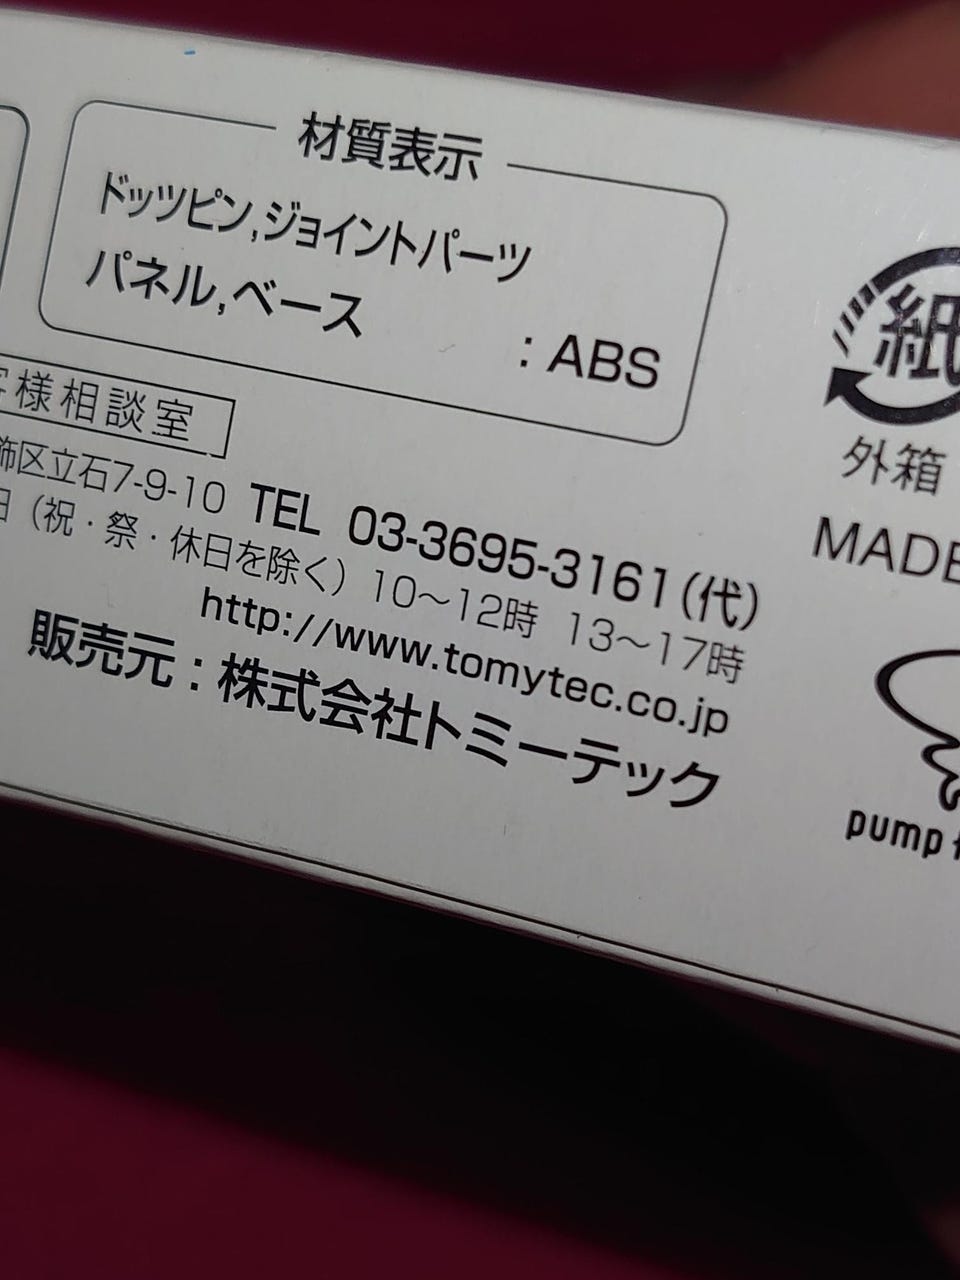 材質表示
ドッツピン,ジョイントパーツ
パネル,ベース
: ABS
紙
外箱
客様相談室
飾区立石7-9-10 TEL 03-3695-3161(代)
日（祝・祭・休日を除く）10〜12時 13〜17時
http://www.tomytec.co.jp
販売元：株式会社トミーテック
MADE
pump